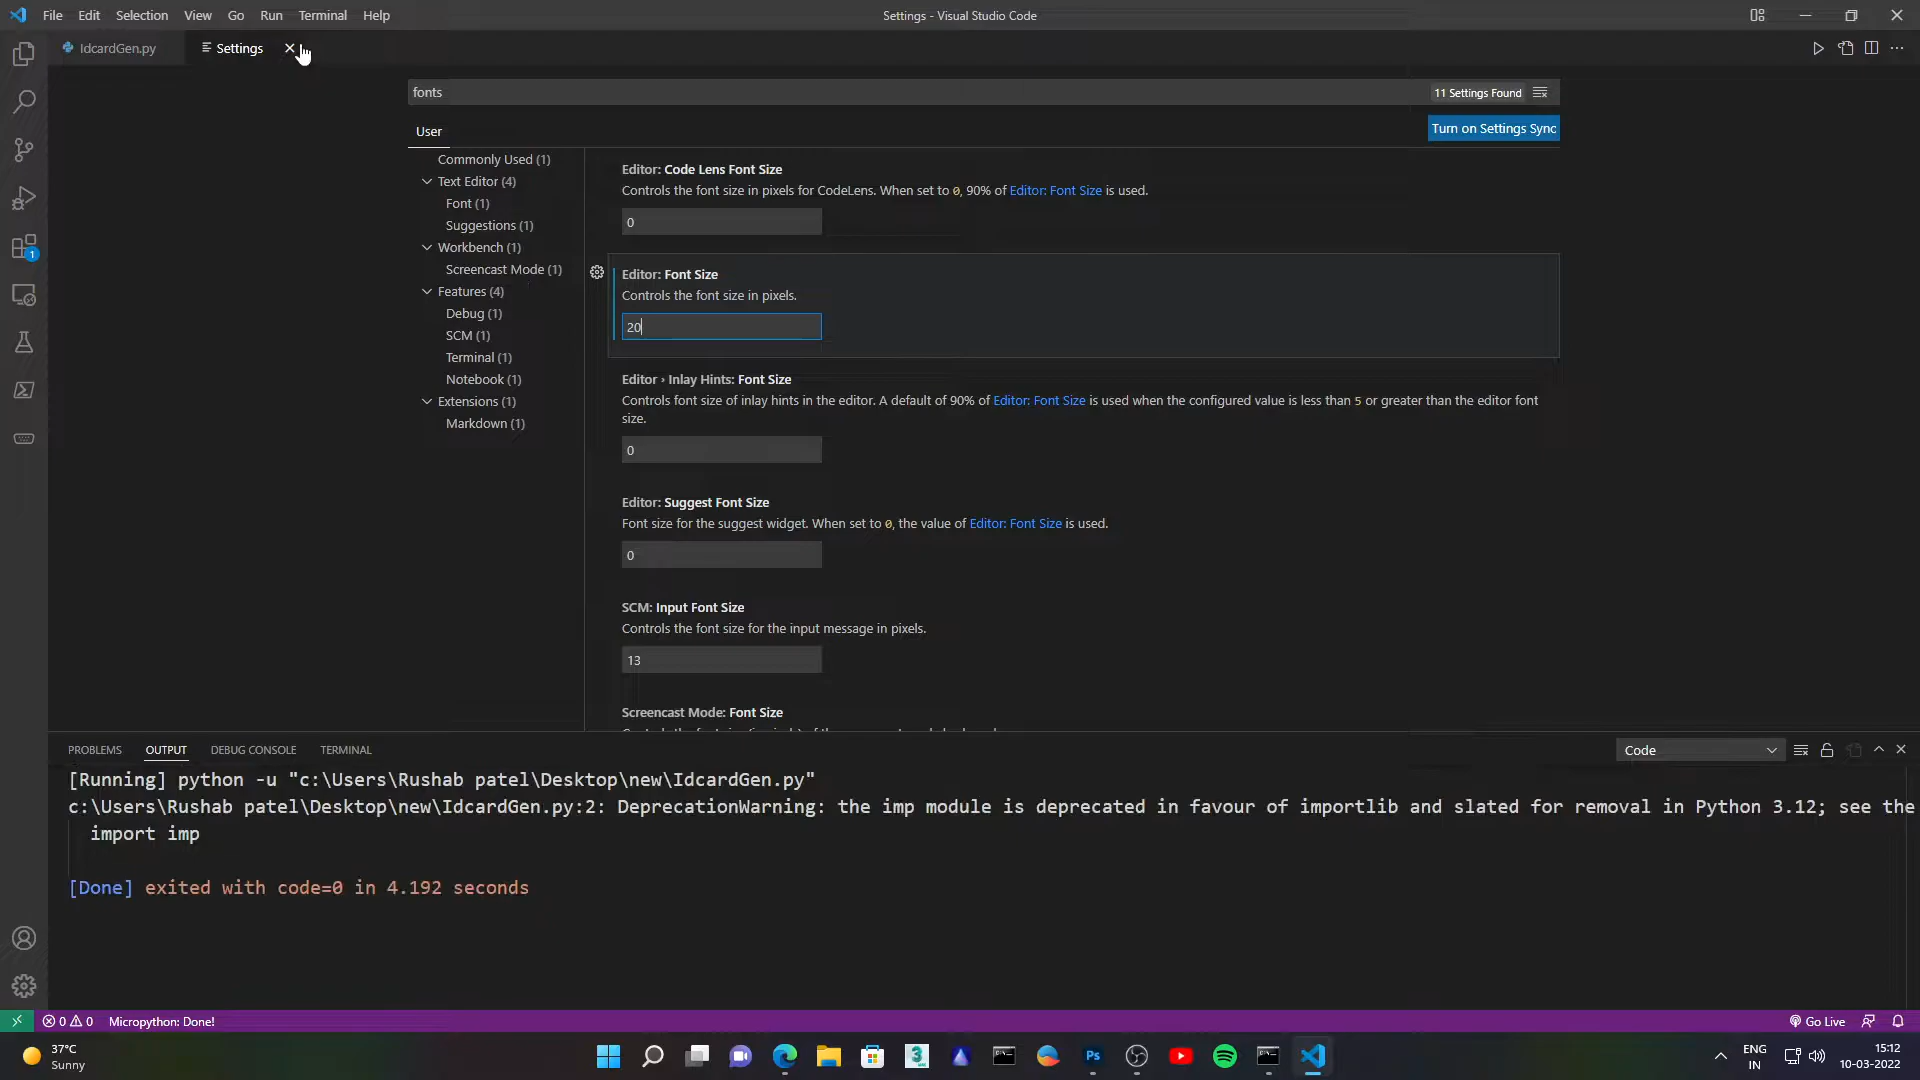 File Edit Selection View Go Run Terminal Help
Settings - Visual Studio Code
IdcardGen.py
Settings
fonts
11 Settings Found
User
Turn on Settings Sync
Commonly Used (1)
Text Editor (4)
Font (1)
Suggestions (1)
Workbench (1)
Screencast Mode (1)
Features (4)
Debug (1)
SCM (1)
Terminal (1)
Notebook (1)
Extensions (1)
Markdown (1)
Editor: Code Lens Font Size
Controls the font size in pixels for CodeLens. When set to 0, 90% of Editor: Font Size is used.
0
Editor: Font Size
Controls the font size in pixels.
20
Editor › Inlay Hints: Font Size
Controls font size of inlay hints in the editor. A default of 90% of Editor: Font Size is used when the configured value is less than 5 or greater than the editor font
size.
0
Editor: Suggest Font Size
Font size for the suggest widget. When set to 0, the value of Editor: Font Size is used.
0
SCM: Input Font Size
Controls the font size for the input message in pixels.
13
Screencast Mode: Font Size
PROBLEMS OUTPUT DEBUG CONSOLE TERMINAL
Code
[Running] python -u "c:\Users\Rushab patel\Desktop\new\IdcardGen.py"
c:\Users\Rushab patel\Desktop\new\IdcardGen.py:2: DeprecationWarning: the imp module is deprecated in favour of importlib and slated for removal in Python 3.12; see the
import imp
[Done] exited with code=0 in 4.192 seconds
1
0 0 Micropython: Done!
Go Live
37°C
Sunny
3
Ps
ENG
IN
15:12
10-03-2022